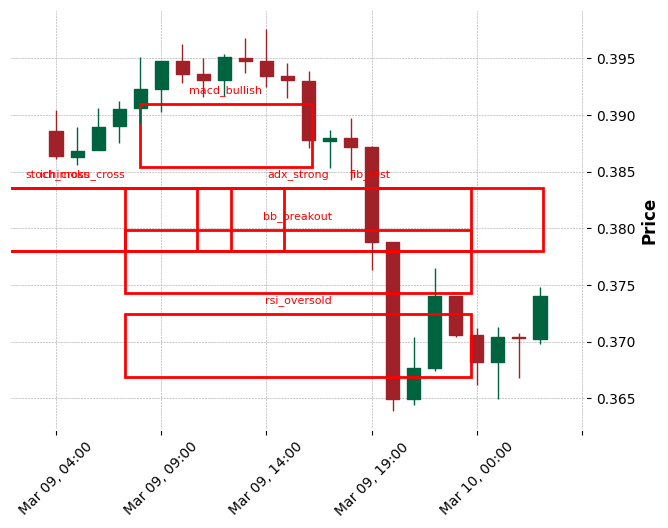 0.395
macd_bullish
0.390
0.385
stoch_cross
ichimoku_cross
adx_strong
fib_test
bb_breakout
0.380
0.375
rsi_oversold
0.370
0.365
Price
Mar 09, 04:00
Mar 09, 09:00
Mar 09, 14:00
Mar 09, 19:00
Mar 10, 00:00